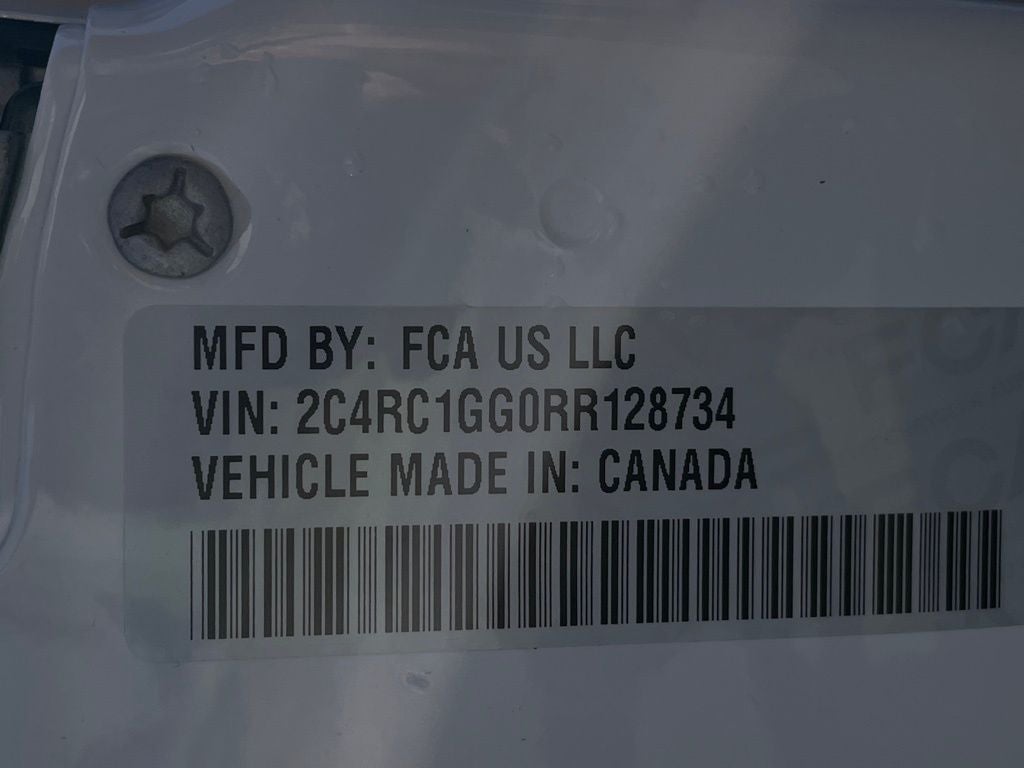 MFD BY: FCA US LLC
VIN: 2C4RC1GG0RR128734
VEHICLE MADE IN: CANADA